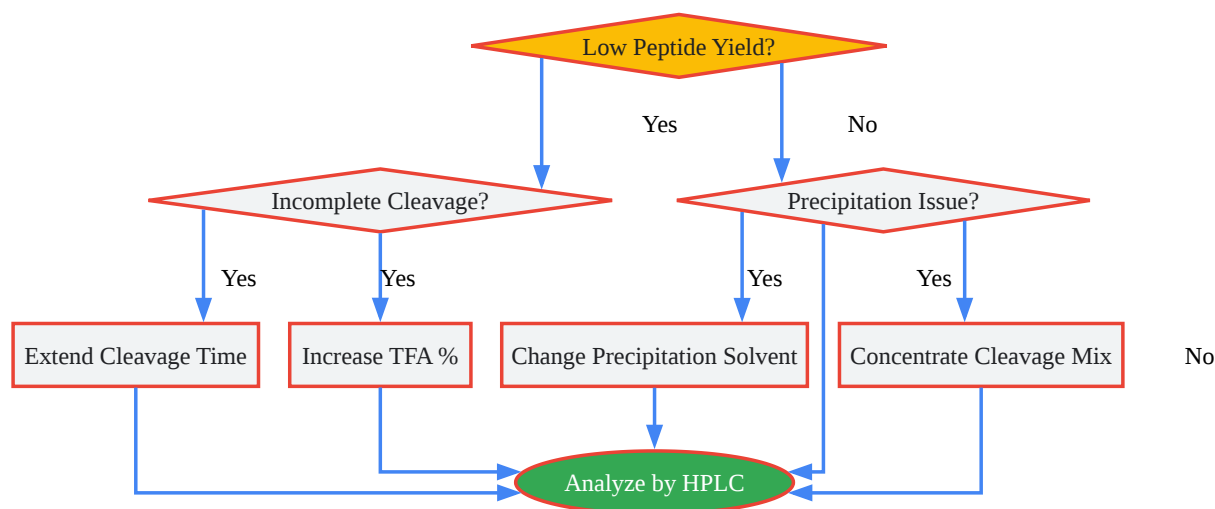 Low Peptide Yield?
Yes
No
Incomplete Cleavage?
Precipitation Issue?
Yes
Yes
Yes
Yes
Extend Cleavage Time
Increase TFA %
Change Precipitation Solvent
Concentrate Cleavage Mix
No
Analyze by HPLC